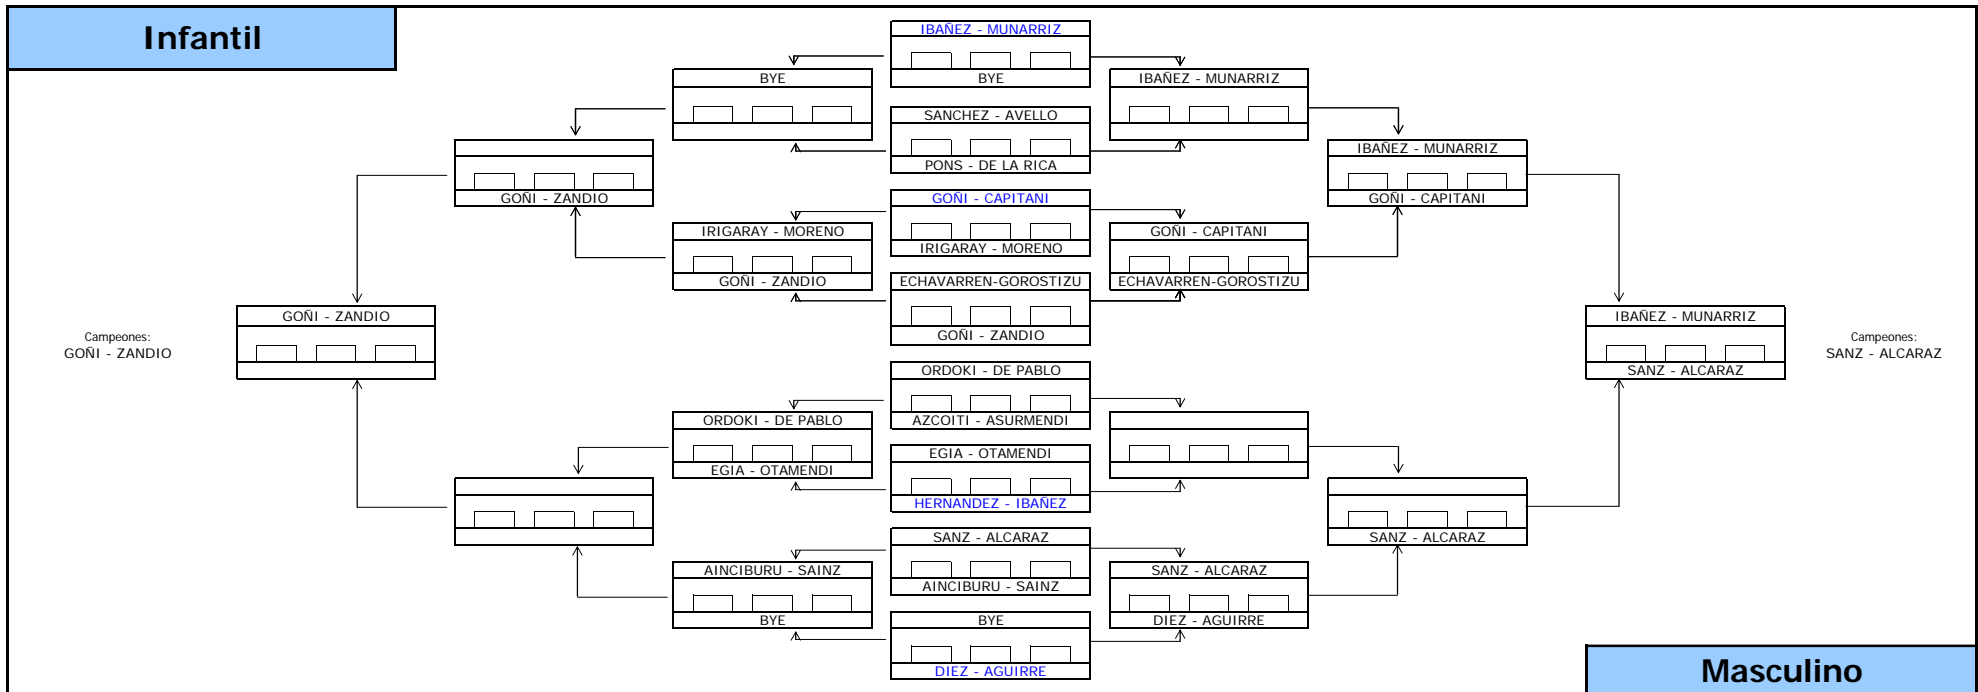 Infantil
IBAÑEZ - MUNARRIZ
BYE
BYE
IBAÑEZ - MUNARRIZ
SANCHEZ - AVELLO
PONS - DE LA RICA
IBAÑEZ - MUNARRIZ
GOÑI - ZANDIO
GOÑI - CAPITANI
GOÑI - CAPITANI
IRIGARAY - MORENO
GOÑI - CAPITANI
IRIGARAY - MORENO
GOÑI - ZANDIO
ECHAVARREN-GOROSTIZU
ECHAVARREN-GOROSTIZU
GOÑI - ZANDIO
GOÑI - ZANDIO
IBAÑEZ - MUNARRIZ
Campeones:
GOÑI - ZANDIO
Campeones:
SANZ - ALCARAZ
SANZ - ALCARAZ
ORDOKI - DE PABLO
ORDOKI - DE PABLO
AZCOITI - ASURMENDI
EGIA - OTAMENDI
EGIA - OTAMENDI
HERNANDEZ - IBAÑEZ
SANZ - ALCARAZ
SANZ - ALCARAZ
AINCIBURU - SAINZ
SANZ - ALCARAZ
AINCIBURU - SAINZ
BYE
BYE
DIEZ - AGUIRRE
DIEZ - AGUIRRE
Masculino